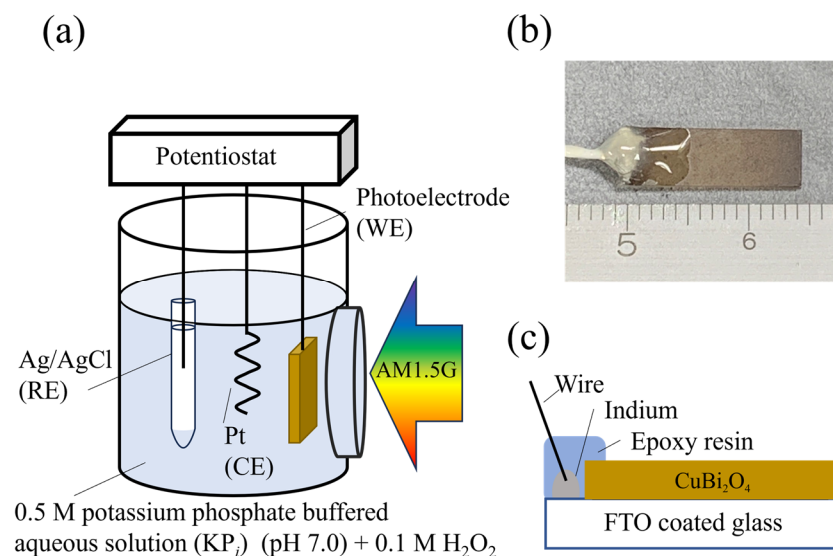 (a)
Potentiostat
Photoelectrode
(WE)
Ag/AgCl
(RE)
Pt
(CE)
AM1.5G
0.5 M potassium phosphate buffered
aqueous solution (KPᵢ) (pH 7.0) + 0.1 M H₂O₂
(b)
5 6
(c)
Wire
Indium
Epoxy resin
CuBi₂O₄
FTO coated glass